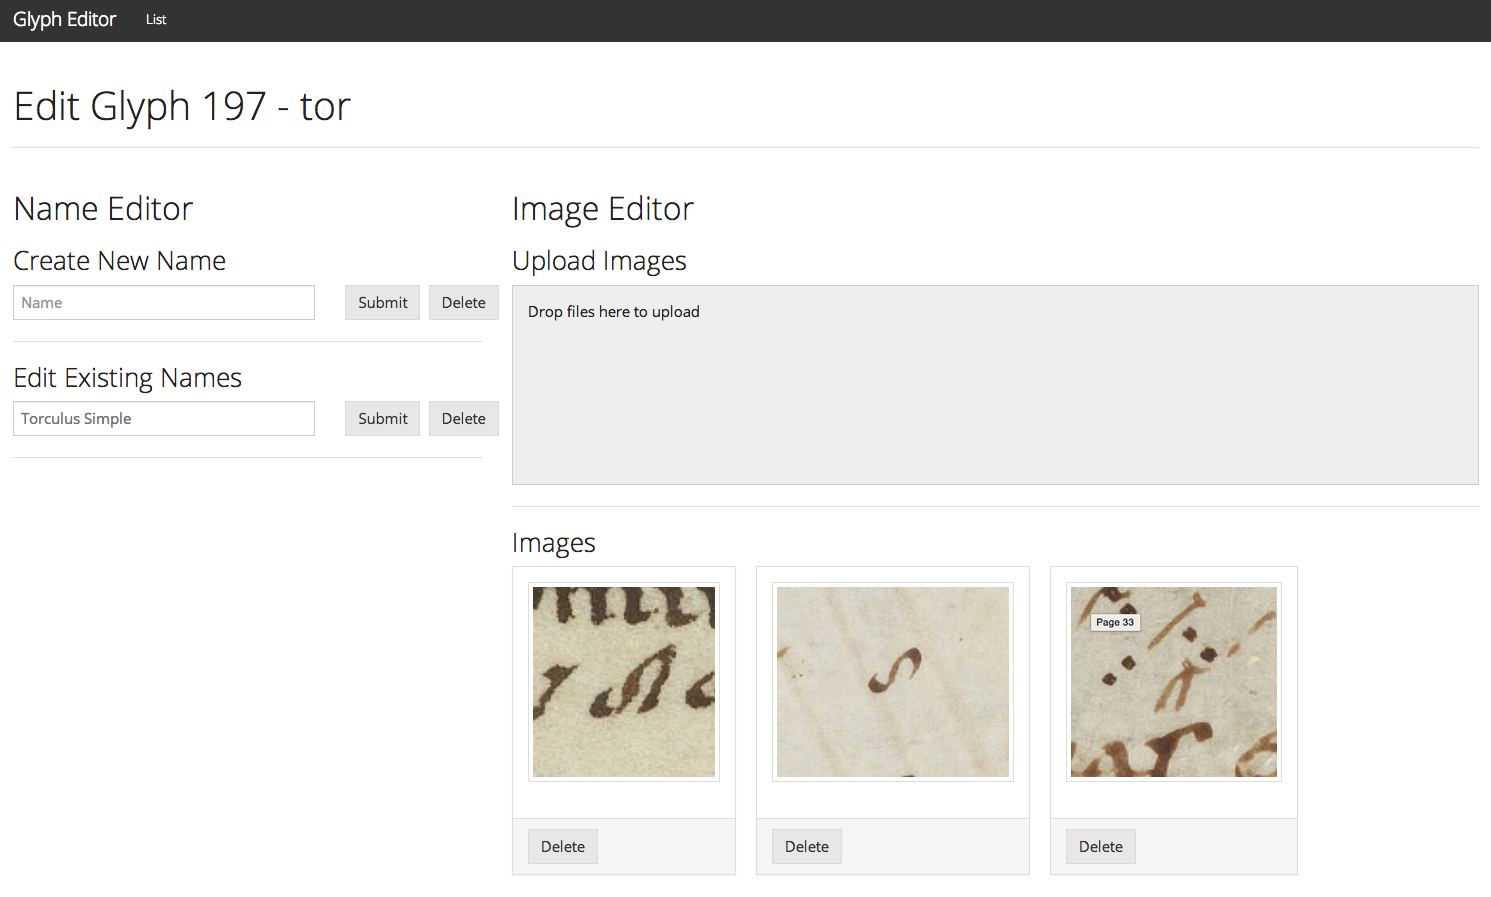 Glyph Editor List
Edit Glyph 197 - tor
Name Editor
Create New Name
Name Submit Delete
Edit Existing Names
Torculus Simple Submit Delete
Image Editor
Upload Images
Drop files here to upload
Images
Page 33
Delete Delete Delete